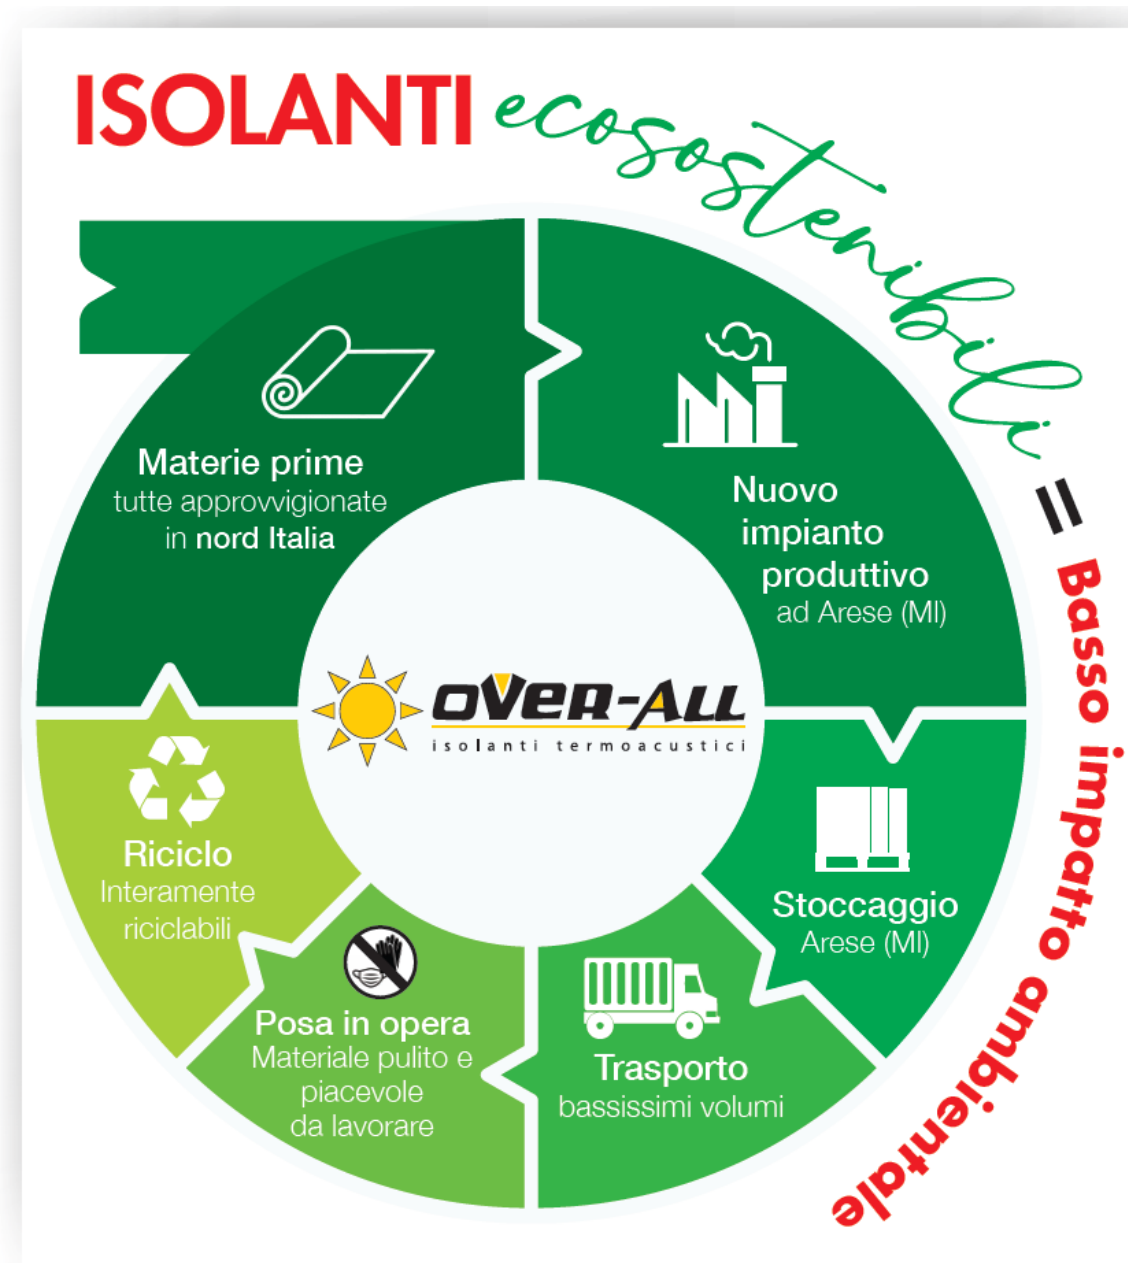 ISOLANTI ecosostenibili = Basso impatto ambientale
Materie prime
tutte approvvigionate
in nord Italia
Nuovo
impianto
produttivo
ad Arese (MI)
OVER-ALL
isolanti termoacustici
Stoccaggio
Arese (MI)
Trasporto
bassissimi volumi
Posa in opera
Materiale pulito e
piacevole
da lavorare
Riciclo
Interamente
riciclabili